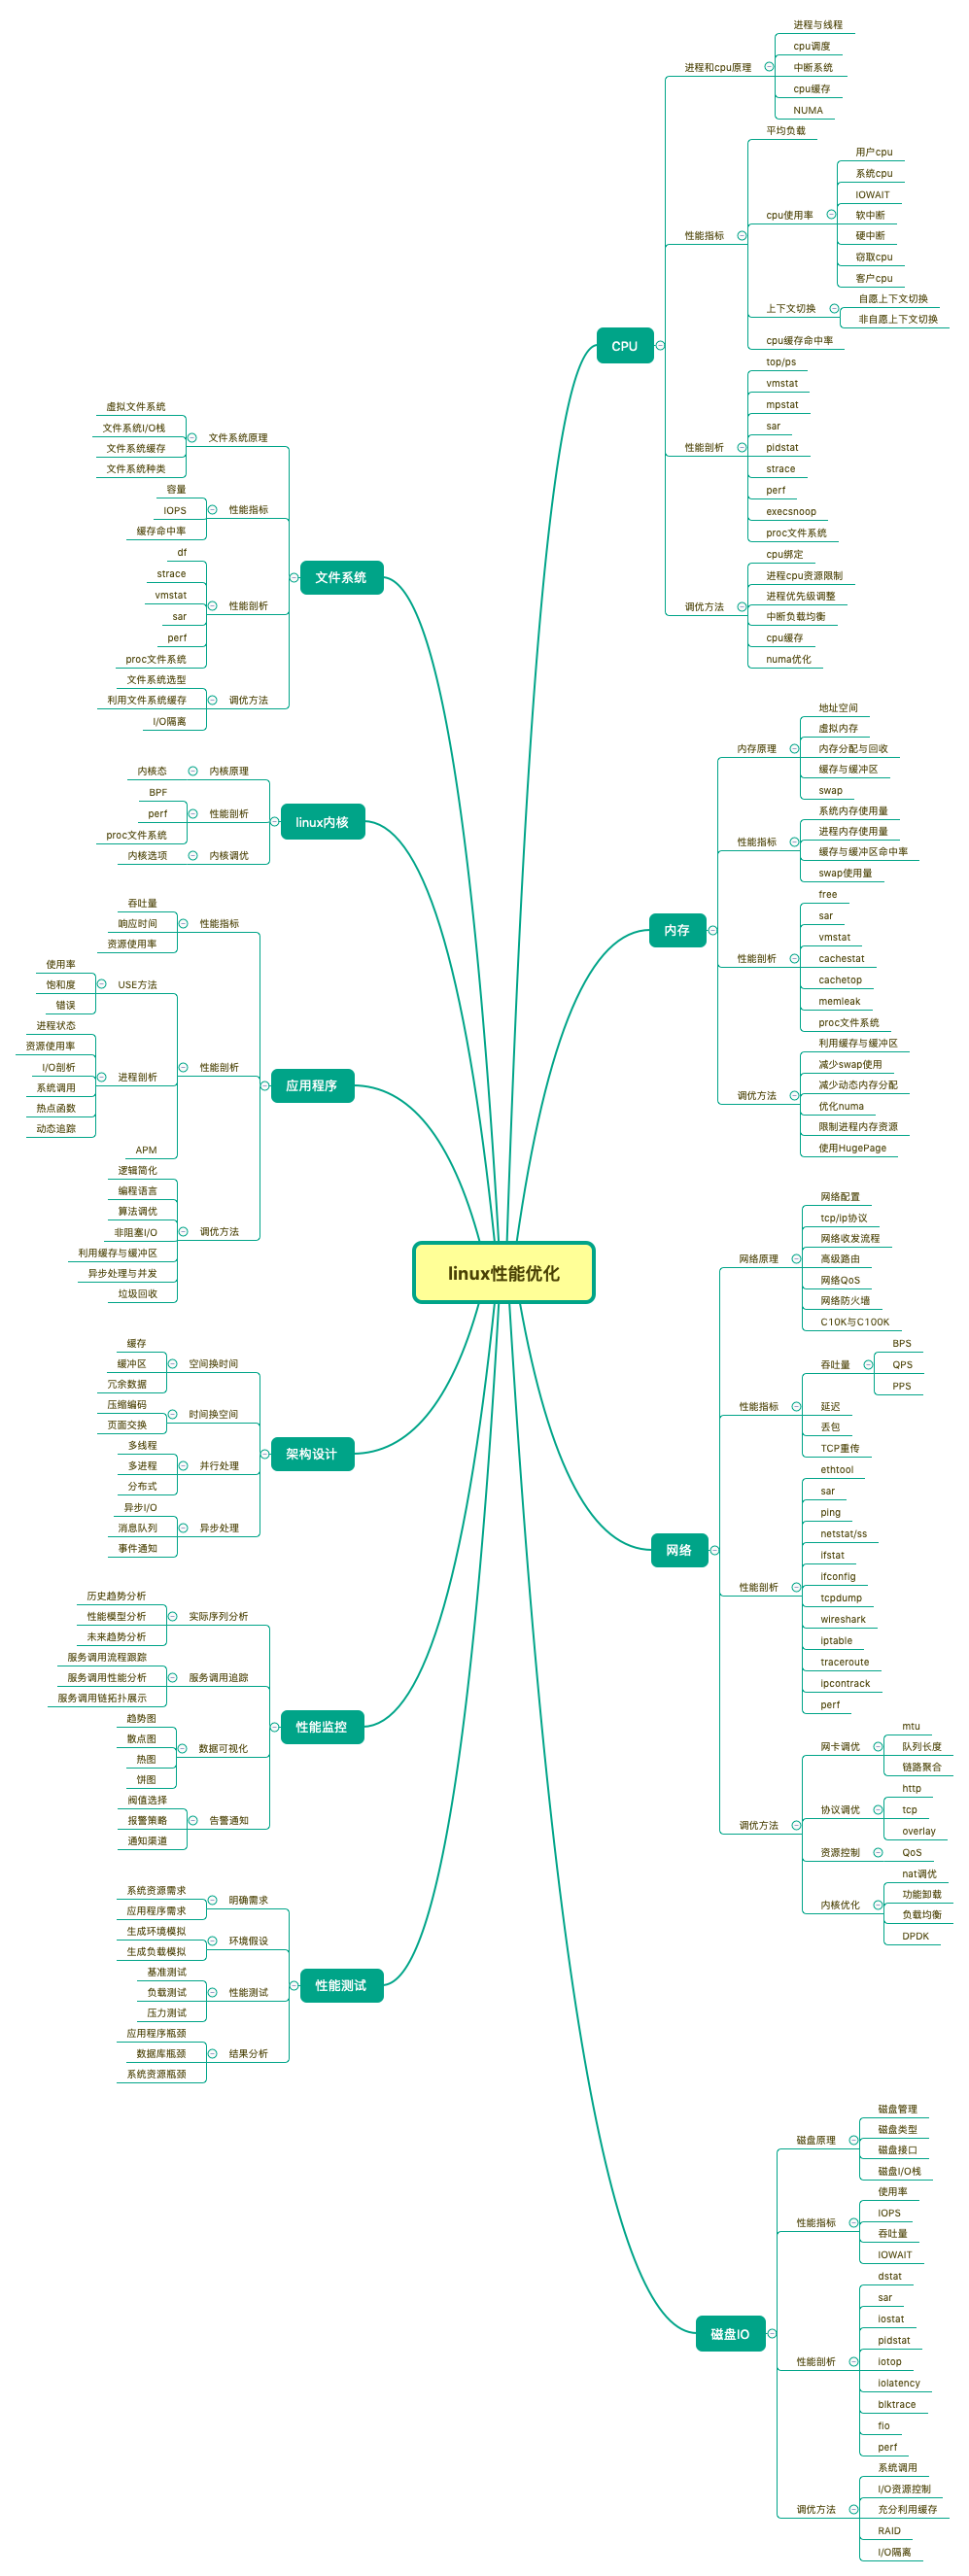 linux性能优化
CPU
进程和cpu原理
进程与线程
cpu调度
中断系统
cpu缓存
NUMA
性能指标
平均负载
cpu使用率
用户cpu
系统cpu
IOWAIT
软中断
硬中断
窃取cpu
客户cpu
上下文切换
自愿上下文切换
非自愿上下文切换
cpu缓存命中率
性能剖析
top/ps
vmstat
mpstat
sar
pidstat
strace
perf
execsnoop
proc文件系统
调优方法
cpu绑定
进程cpu资源限制
进程优先级调整
中断负载均衡
cpu缓存
numa优化
内存
内存原理
地址空间
虚拟内存
内存分配与回收
缓存与缓冲区
swap
性能指标
系统内存使用量
进程内存使用量
缓存与缓冲区命中率
swap使用量
性能剖析
free
sar
vmstat
cachestat
cachetop
memleak
proc文件系统
调优方法
利用缓存与缓冲区
减少swap使用
减少动态内存分配
优化numa
限制进程内存资源
使用HugePage
网络
网络原理
网络配置
tcp/ip协议
网络收发流程
高级路由
网络QoS
网络防火墙
C10K与C100K
性能指标
吞吐量
BPS
QPS
PPS
延迟
丢包
TCP重传
性能剖析
ethtool
sar
ping
netstat/ss
ifstat
ifconfig
tcpdump
wireshark
iptable
traceroute
ipcontrack
perf
调优方法
网卡调优
mtu
队列长度
链路聚合
协议调优
http
tcp
overlay
资源控制
QoS
内核优化
nat调优
功能卸载
负载均衡
DPDK
磁盘IO
磁盘原理
磁盘管理
磁盘类型
磁盘接口
磁盘I/O栈
性能指标
使用率
IOPS
吞吐量
IOWAIT
性能剖析
dstat
sar
iostat
pidstat
iotop
iolatency
blktrace
fio
perf
调优方法
系统调用
I/O资源控制
充分利用缓存
RAID
I/O隔离
文件系统
文件系统原理
虚拟文件系统
文件系统I/O栈
文件系统缓存
文件系统种类
性能指标
容量
IOPS
缓存命中率
性能剖析
df
strace
vmstat
sar
perf
proc文件系统
调优方法
文件系统选型
利用文件系统缓存
I/O隔离
linux内核
内核原理
内核态
性能剖析
BPF
perf
proc文件系统
内核调优
内核选项
应用程序
性能指标
吞吐量
响应时间
资源使用率
性能剖析
USE方法
使用率
饱和度
错误
进程剖析
进程状态
资源使用率
I/O剖析
系统调用
热点函数
动态追踪
APM
调优方法
逻辑简化
编程语言
算法调优
非阻塞I/O
利用缓存与缓冲区
异步处理与并发
垃圾回收
架构设计
空间换时间
缓存
缓冲区
冗余数据
时间换空间
压缩编码
页面交换
并行处理
多线程
多进程
分布式
异步处理
异步I/O
消息队列
事件通知
性能监控
实际序列分析
历史趋势分析
性能模型分析
未来趋势分析
服务调用追踪
服务调用流程跟踪
服务调用性能分析
服务调用链拓扑展示
数据可视化
趋势图
散点图
热图
饼图
告警通知
阀值选择
报警策略
通知渠道
性能测试
明确需求
系统资源需求
应用程序需求
环境假设
生成环境模拟
生成负载模拟
性能测试
基准测试
负载测试
压力测试
结果分析
应用程序瓶颈
数据库瓶颈
系统资源瓶颈